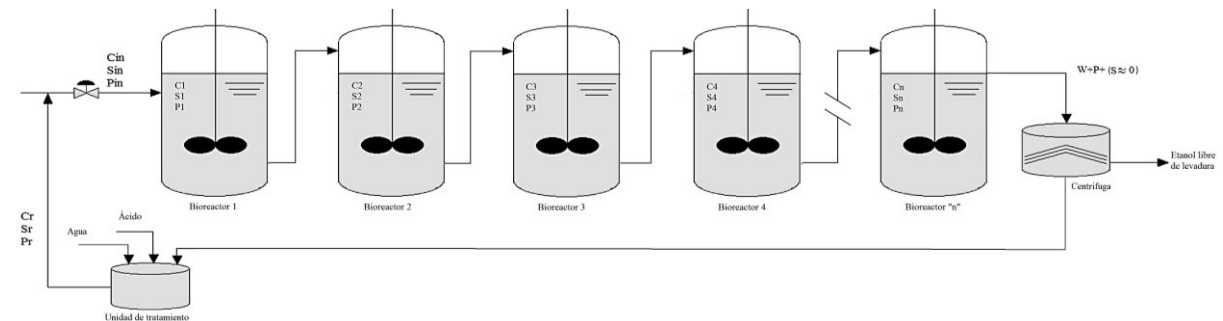 Cin
Sin
Pin
C1
S1
P1
C2
S2
P2
C3
S3
P3
C4
S4
P4
Cn
Sn
Pn
W+P+ (S≈0)
Etanol libre
de levadura
Centrifuga
Bioreactor 1
Bioreactor 2
Bioreactor 3
Bioreactor 4
Bioreactor "n"
Cr
Sr
Pr
Ácido
Agua
Unidad de tratamiento